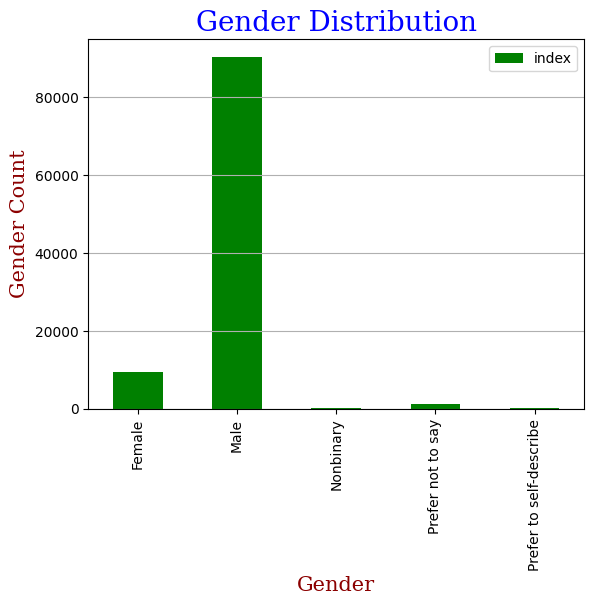 Gender Distribution
index
Gender Count
80000
60000
40000
20000
0
Female
Male
Nonbinary
Prefer not to say
Prefer to self-describe
Gender